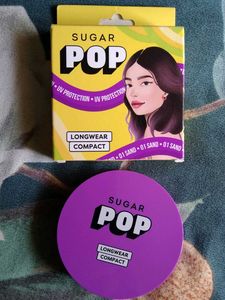 SUGAR
POP
UV PROTECTION • UV PROTECTION
LONGWEAR
COMPACT
01 SAND • 01 SAND • 01 SAND
SUGAR
POP
LONGWEAR
COMPACT